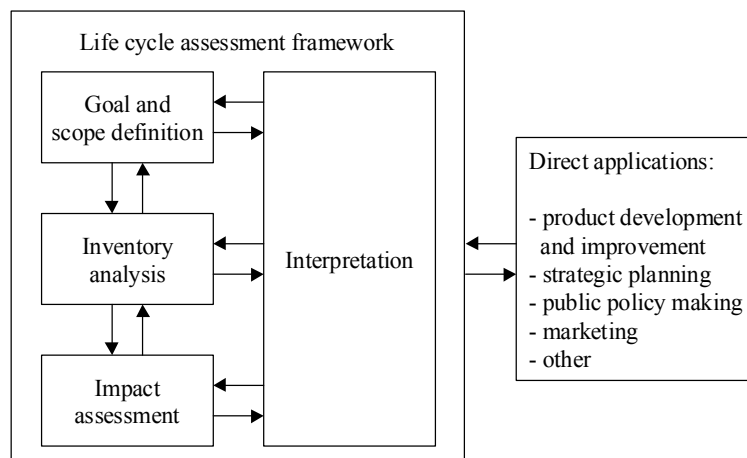 Life cycle assessment framework
Goal and
scope definition
Inventory
analysis
Impact
assessment
Interpretation
Direct applications:
- product development
and improvement
- strategic planning
- public policy making
- marketing
- other